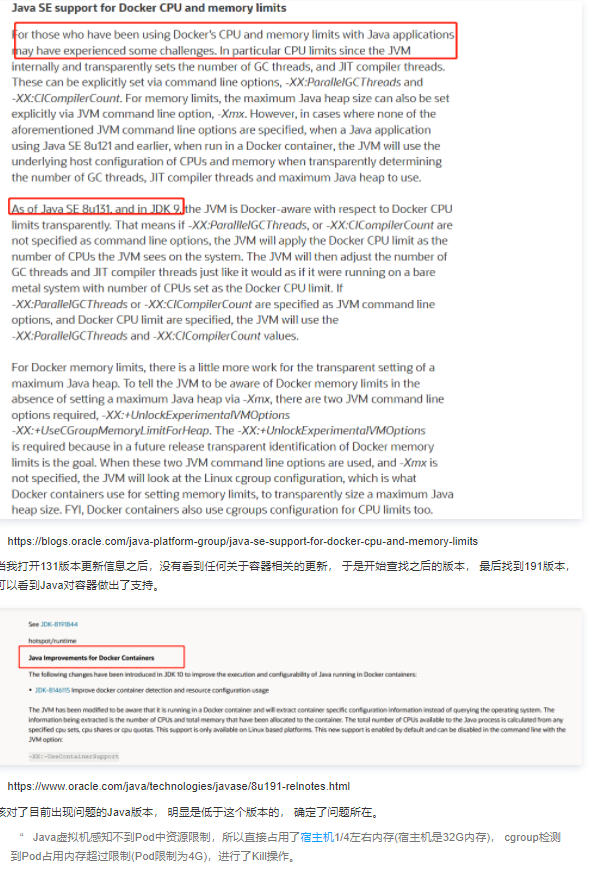 Java SE support for Docker CPU and memory limits
For those who have been using Docker's CPU and memory limits with Java applications
may have experienced some challenges. In particular CPU limits since the JVM
internally and transparently sets the number of GC threads, and JIT compiler threads.
These can be explicitly set via command line options, -XX:ParallelGCThreads and
-XX:CICompilerCount. For memory limits, the maximum Java heap size can also be set
explicitly via JVM command line option, -Xmx. However, in cases where none of the
aforementioned JVM command line options are specified, when a Java application
using Java SE 8u121 and earlier, when run in a Docker container, the JVM will use the
underlying host configuration of CPUs and memory when transparently determining
the number of GC threads, JIT compiler threads and maximum Java heap to use.
As of Java SE 8u131, and in JDK 9, the JVM is Docker-aware with respect to Docker CPU
limits transparently. That means if -XX:ParalllelGCThreads, or -XX:CICompilerCount are
not specified as command line options, the JVM will apply the Docker CPU limit as the
number of CPUs the JVM sees on the system. The JVM will then adjust the number of
GC threads and JIT compiler threads just like it would as if it were running on a bare
metal system with number of CPUs set as the Docker CPU limit. If
-XX:ParallelGCThreads or -XX:CICompilerCount are specified as JVM command line
options, and Docker CPU limit are specified, the JVM will use the
-XX:ParallelGCThreads and -XX:CICompilerCount values.
For Docker memory limits, there is a little more work for the transparent setting of a
maximum Java heap. To tell the JVM to be aware of Docker memory limits in the
absence of setting a maximum Java heap via -Xmx, there are two JVM command line
options required, -XX:+UnlockExperimentalVMOptions
-XX:+UseCGroupMemoryLimitForHeap. The -XX:+UnlockExperimentalVMOptions
is required because in a future release transparent identification of Docker memory
limits is the goal. When these two JVM command line options are used, and -Xmx is
not specified, the JVM will look at the Linux cgroup configuration, which is what
Docker containers use for setting memory limits, to transparently size a maximum Java
heap size. FYI, Docker containers also use cgroups configuration for CPU limits too.
https://blogs.oracle.com/java-platform-group/java-se-support-for-docker-cpu-and-memory-limits
当我打开131版本更新信息之后，没有看到任何关于容器相关的更新， 于是开始查找之后的版本， 最后找到191版本，
可以看到Java对容器做出了支持。
See JDK-8191844
hotspot/runtime
Java Improvements for Docker Containers
The following changes have been introduced in JDK 10 to improve the execution and configurability of Java running in Docker containers:
• JDK-8146115 Improve docker container detection and resource configuration usage
The JVM has been modified to be aware that it is running in a Docker container and will extract container specific configuration information instead of querying the operating system. The
information being extracted is the number of CPUs and total memory that have been allocated to the container. The total number of CPUs available to the Java process is calculated from any
specified cpu sets, cpu shares or cpu quotas. This support is only available on Linux based platforms. This new support is enabled by default and can be disabled in the command line with the
JVM option:
-XX:-UseContainerSupport
https://www.oracle.com/java/technologies/javase/8u191-relnotes.html
核对了目前出现问题的Java版本， 明显是低于这个版本的， 确定了问题所在。
“ Java虚拟机感知不到Pod中资源限制，所以直接占用了宿主机1/4左右内存(宿主机是32G内存)， cgroup检测
到Pod占用内存超过限制(Pod限制为4G)，进行了Kill操作。